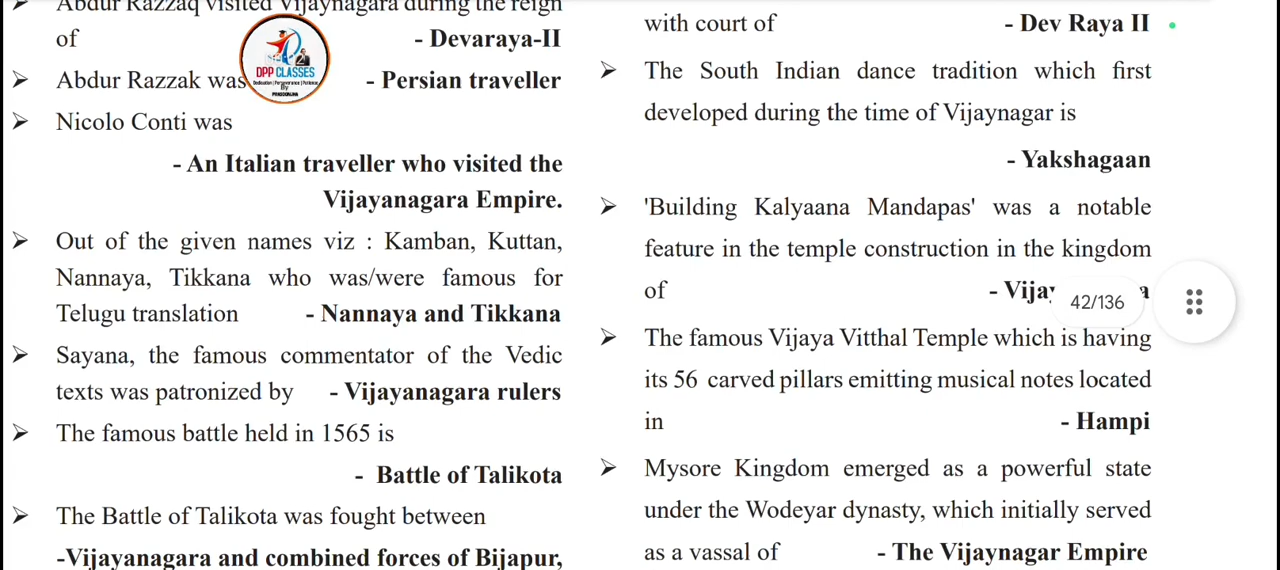 Abdur Razzaq visited Vijaynagara during the reign
of - Devaraya-II
Abdur Razzak was - Persian traveller
Nicolo Conti was
- An Italian traveller who visited the
Vijayanagara Empire.
Out of the given names viz : Kamban, Kuttan,
Nannaya, Tikkana who was/were famous for
Telugu translation - Nannaya and Tikkana
Sayana, the famous commentator of the Vedic
texts was patronized by - Vijayanagara rulers
The famous battle held in 1565 is
- Battle of Talikota
The Battle of Talikota was fought between
-Vijayanagara and combined forces of Bijapur,
DPP CLASSES
By
with court of - Dev Raya II
The South Indian dance tradition which first
developed during the time of Vijaynagar is
- Yakshagaan
'Building Kalyaana Mandapas' was a notable
feature in the temple construction in the kingdom
of
42/136
The famous Vijaya Vitthal Temple which is having
its 56 carved pillars emitting musical notes located
in - Hampi
Mysore Kingdom emerged as a powerful state
under the Wodeyar dynasty, which initially served
as a vassal of - The Vijaynagar Empire